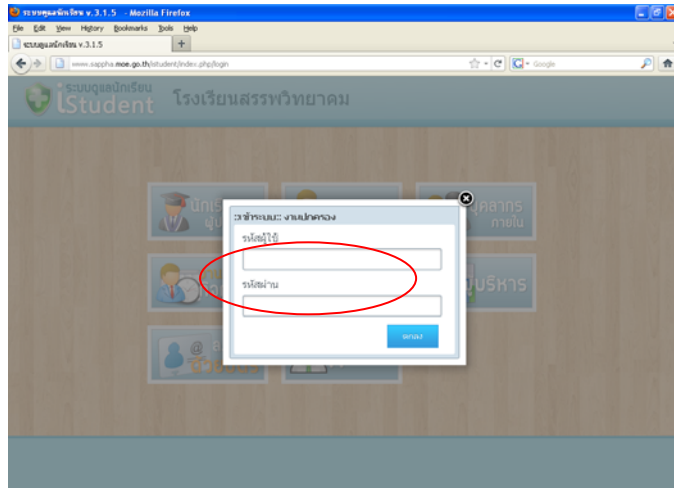 ระบบดูแลนักเรียน v.3.1.5 - Mozilla Firefox
File Edit View History Bookmarks Tools Help
ระบบดูแลนักเรียน v.3.1.5 +
www.sappha.moe.go.th/istudent/index.php/login
Google
ระบบดูแลนักเรียน
iStudent
โรงเรียนสรรพวิทยาคม
บุคลากร
ภายใน
::เข้าระบบ:: งานปกครอง
รหัสผู้ใช้
รหัสผ่าน
ตกลง